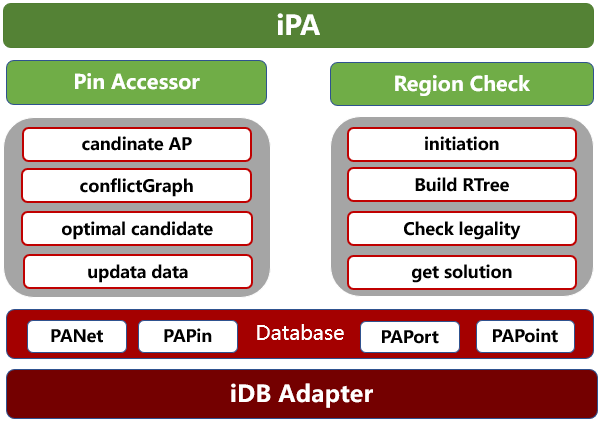 iPA
Pin Accessor
Region Check
candinate AP
conflictGraph
optimal candidate
updata data
initiation
Build RTree
Check legality
get solution
PANet PAPin Database PAPort PAPoint
iDB Adapter